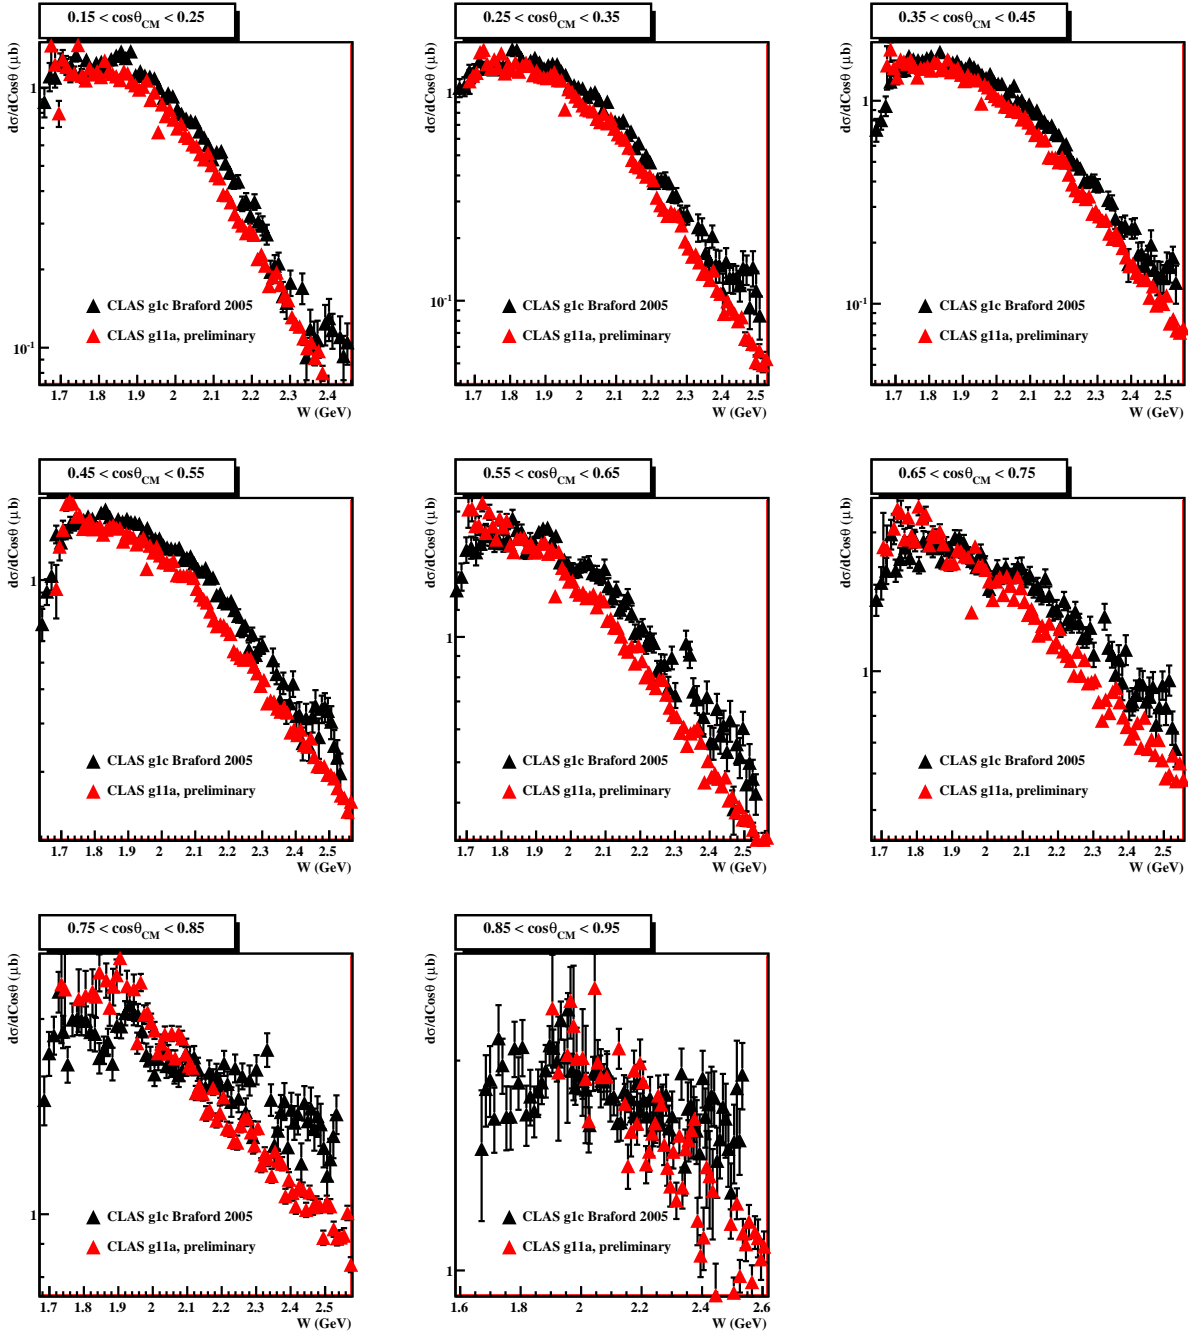 0.15 < cosθCM < 0.25
dσ/dCosθ (μb)
1
10-1
CLAS g1c Braford 2005
CLAS g11a, preliminary
1.7 1.8 1.9 2 2.1 2.2 2.3 2.4
W (GeV)
0.25 < cosθCM < 0.35
dσ/dCosθ (μb)
1
10-1
CLAS g1c Braford 2005
CLAS g11a, preliminary
1.7 1.8 1.9 2 2.1 2.2 2.3 2.4 2.5
W (GeV)
0.35 < cosθCM < 0.45
dσ/dCosθ (μb)
1
10-1
CLAS g1c Braford 2005
CLAS g11a, preliminary
1.7 1.8 1.9 2 2.1 2.2 2.3 2.4 2.5
W (GeV)
0.45 < cosθCM < 0.55
dσ/dCosθ (μb)
1
CLAS g1c Braford 2005
CLAS g11a, preliminary
1.7 1.8 1.9 2 2.1 2.2 2.3 2.4 2.5
W (GeV)
0.55 < cosθCM < 0.65
dσ/dCosθ (μb)
1
CLAS g1c Braford 2005
CLAS g11a, preliminary
1.7 1.8 1.9 2 2.1 2.2 2.3 2.4 2.5
W (GeV)
0.65 < cosθCM < 0.75
dσ/dCosθ (μb)
1
CLAS g1c Braford 2005
CLAS g11a, preliminary
1.7 1.8 1.9 2 2.1 2.2 2.3 2.4 2.5
W (GeV)
0.75 < cosθCM < 0.85
dσ/dCosθ (μb)
1
CLAS g1c Braford 2005
CLAS g11a, preliminary
1.7 1.8 1.9 2 2.1 2.2 2.3 2.4 2.5
W (GeV)
0.85 < cosθCM < 0.95
dσ/dCosθ (μb)
1
CLAS g1c Braford 2005
CLAS g11a, preliminary
1.6 1.8 2 2.2 2.4 2.6
W (GeV)